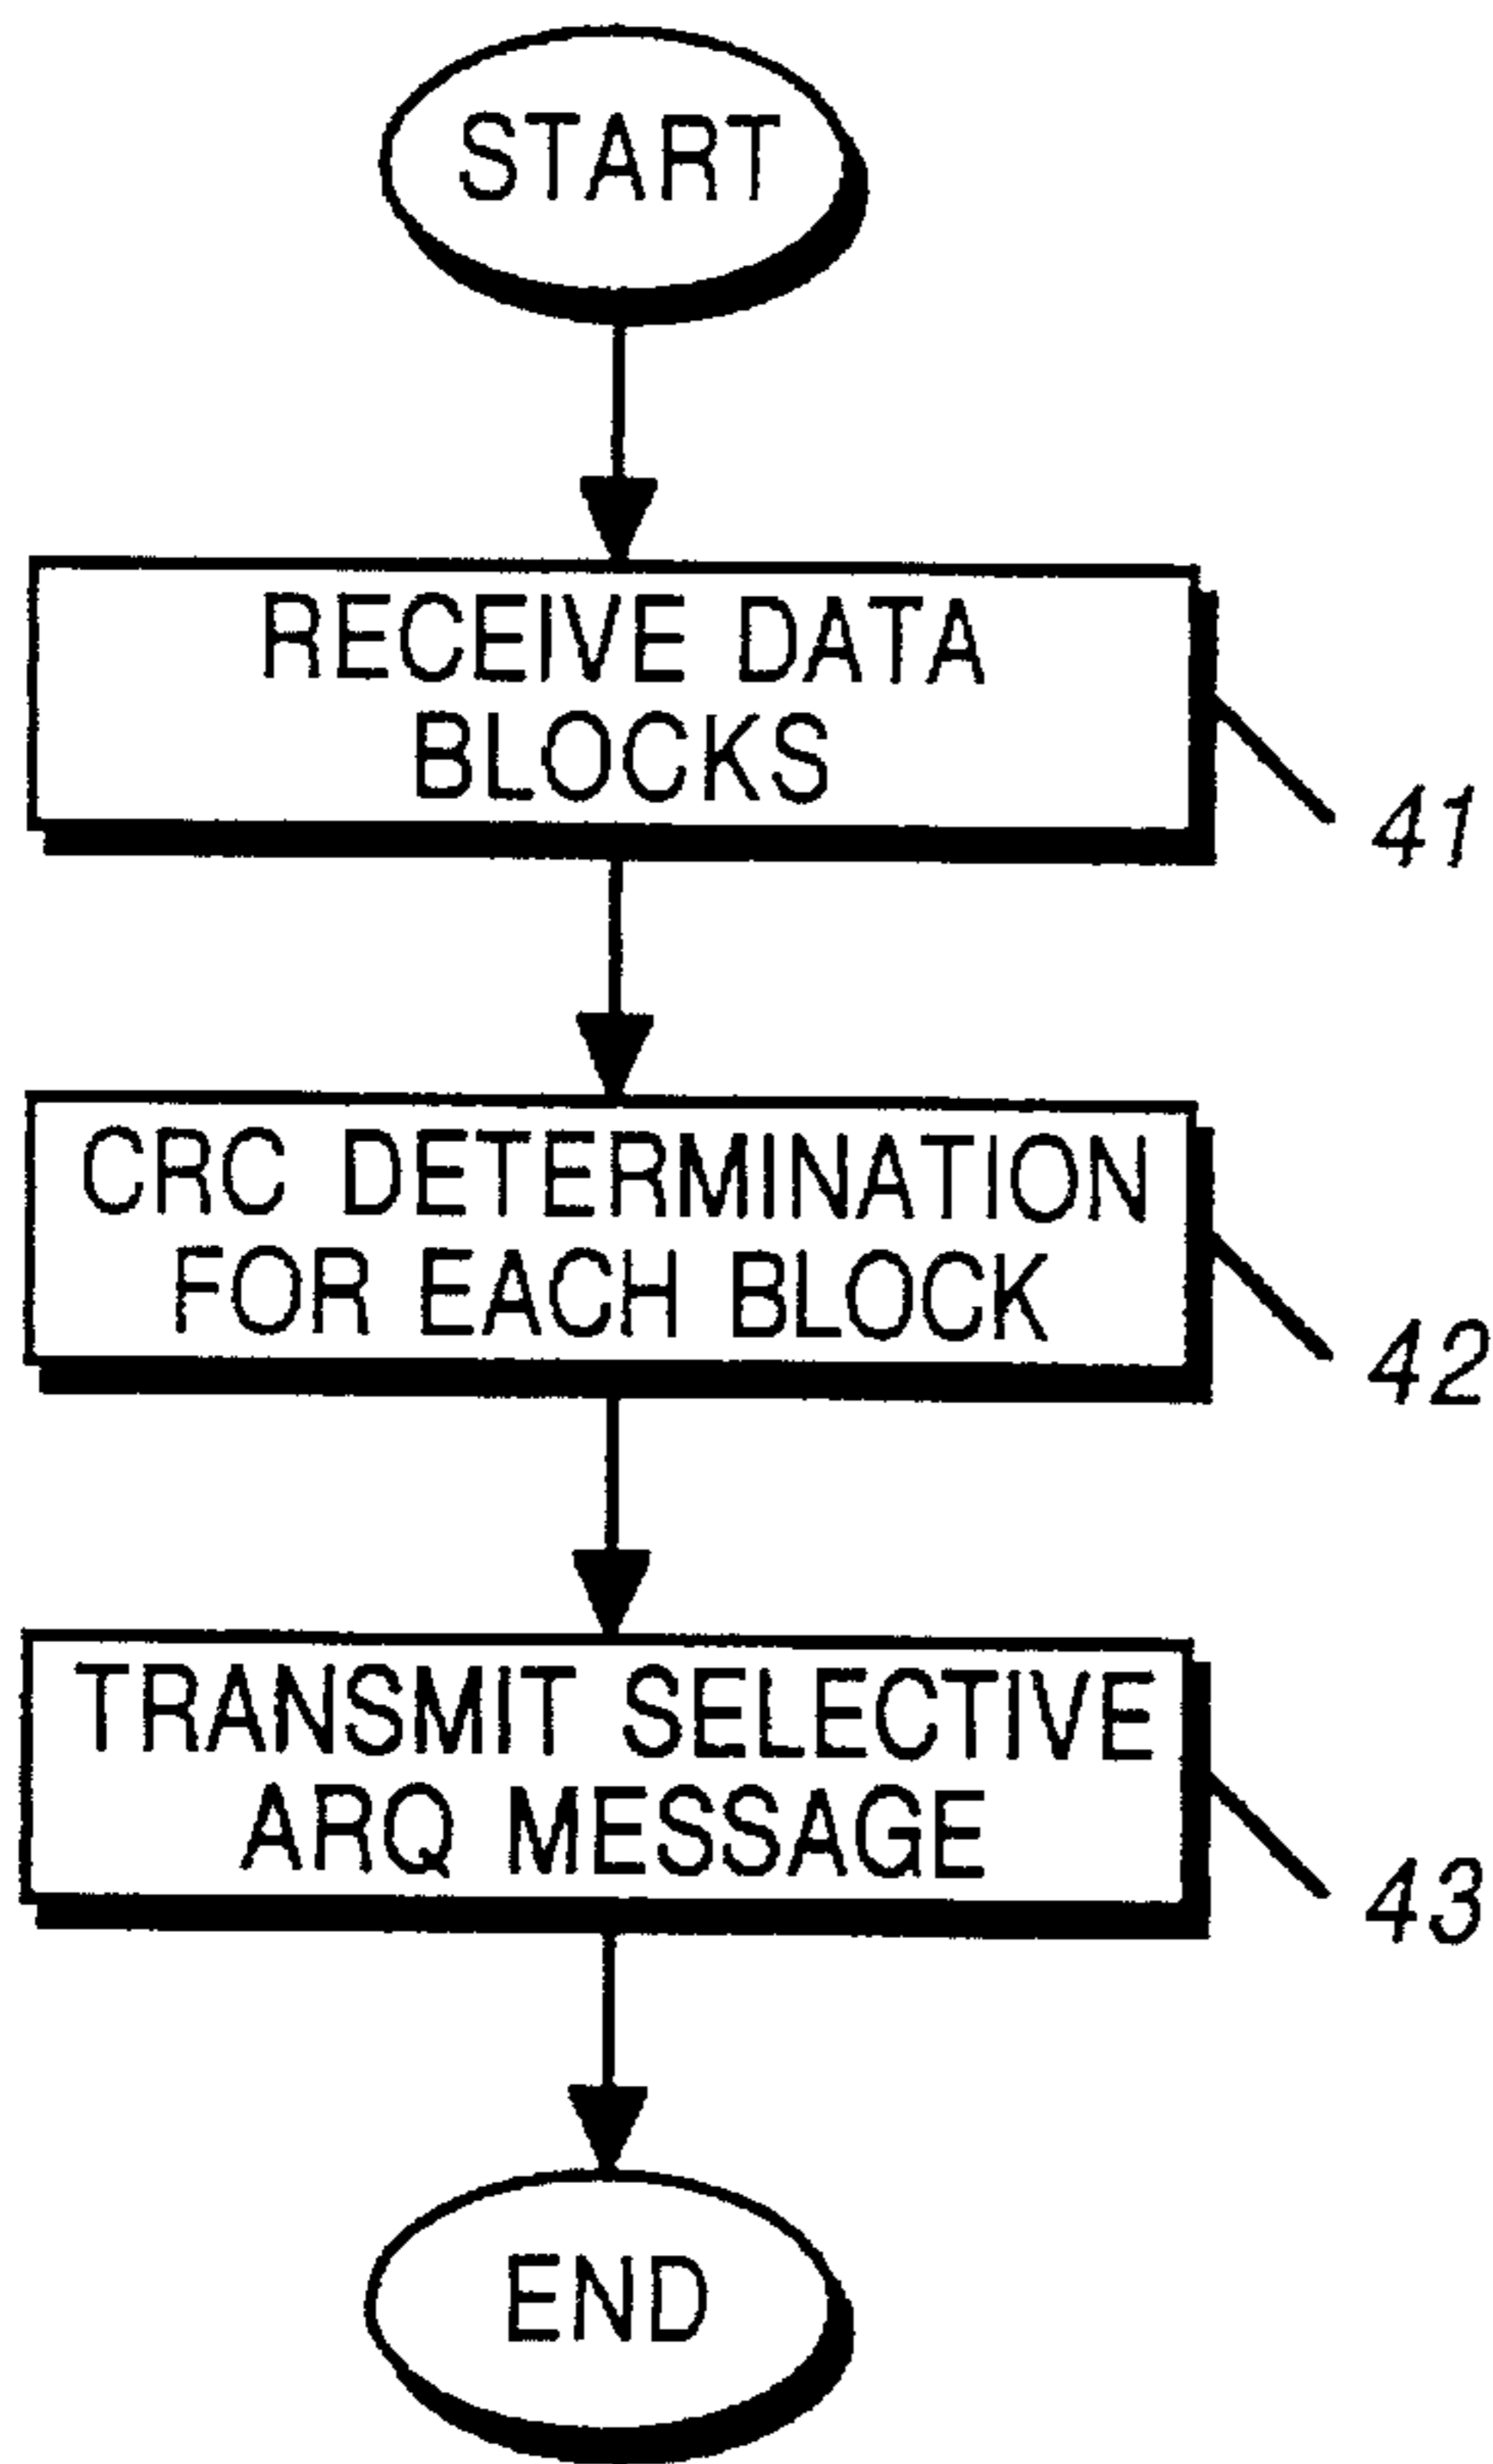 START
RECEIVE DATA
BLOCKS
41
CRC DETERMINATION
FOR EACH BLOCK
42
TRANSMIT SELECTIVE
ARQ MESSAGE
43
END